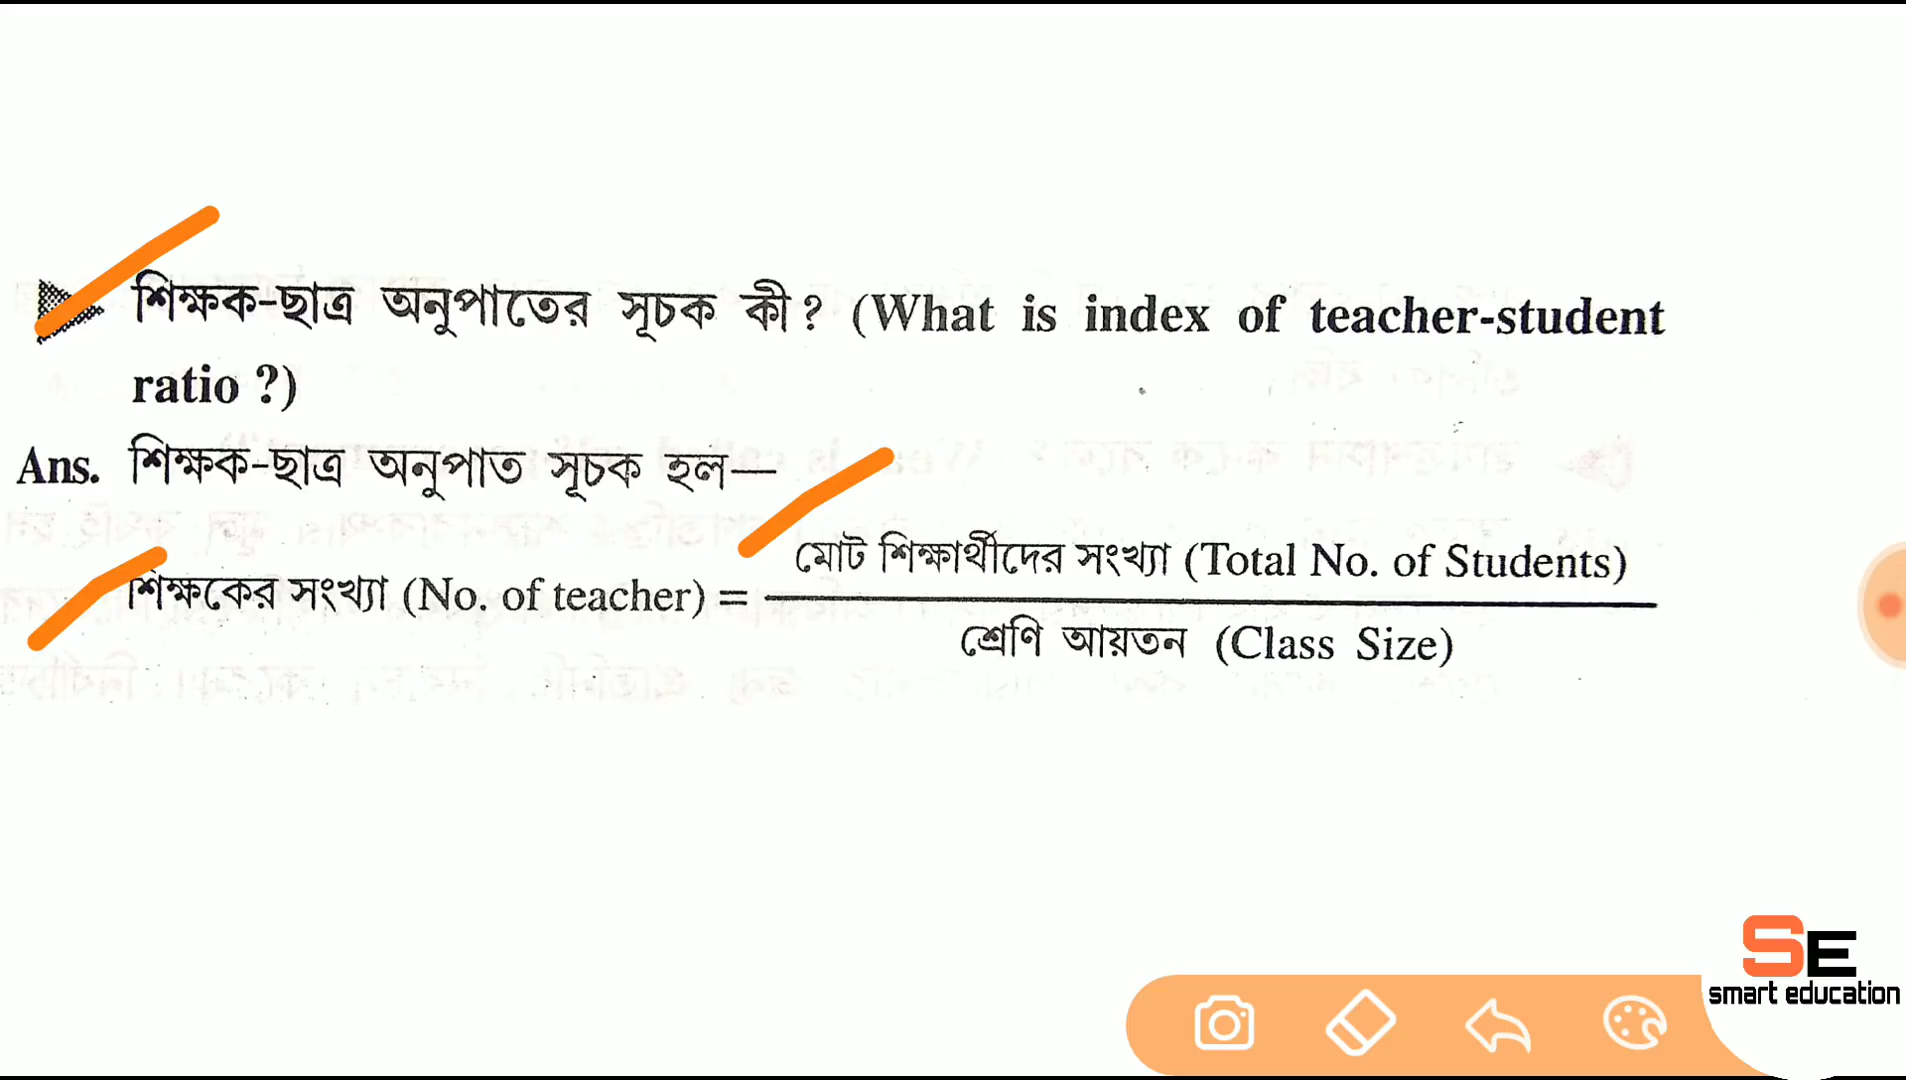 শিক্ষক-ছাত্র অনুপাতের সূচক কী? (What is index of teacher-student
ratio ?)
Ans. শিক্ষক-ছাত্র অনুপাত সূচক হল—
শিক্ষকের সংখ্যা (No. of teacher) =
মোট শিক্ষার্থীদের সংখ্যা (Total No. of Students)
শ্রেণি আয়তন (Class Size)
SE
smart education